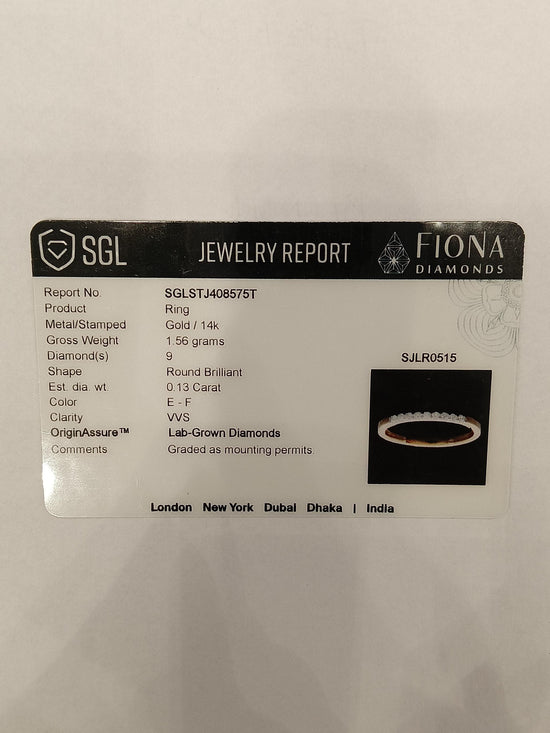 SGL JEWELRY REPORT FIONA
DIAMONDS
Report No. SGLSTJ408575T
Product Ring
Metal/Stamped Gold / 14k
Gross Weight 1.56 grams
Diamond(s) 9
SJLR0515
Shape Round Brilliant
Est. dia. wt. 0.13 Carat
Color E - F
Clarity VVS
OriginAssure™ Lab-Grown Diamonds
Comments Graded as mounting permits.
London New York Dubai Dhaka | India